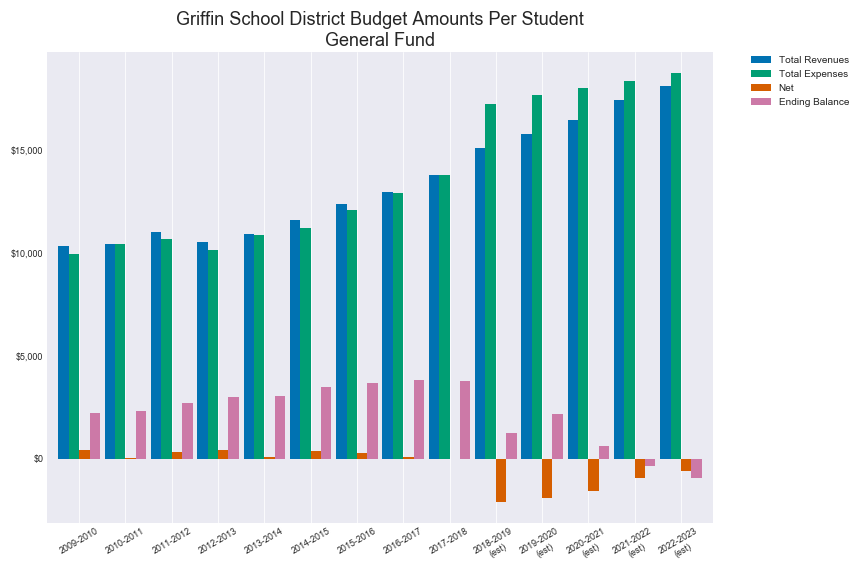 Griffin School District Budget Amounts Per Student
General Fund
Total Revenues
Total Expenses
Net
Ending Balance
$15,000
$10,000
$5,000
$0
2009-2010
2010-2011
2011-2012
2012-2013
2013-2014
2014-2015
2015-2016
2016-2017
2017-2018
2018-2019
(est)
2019-2020
(est)
2020-2021
(est)
2021-2022
(est)
2022-2023
(est)